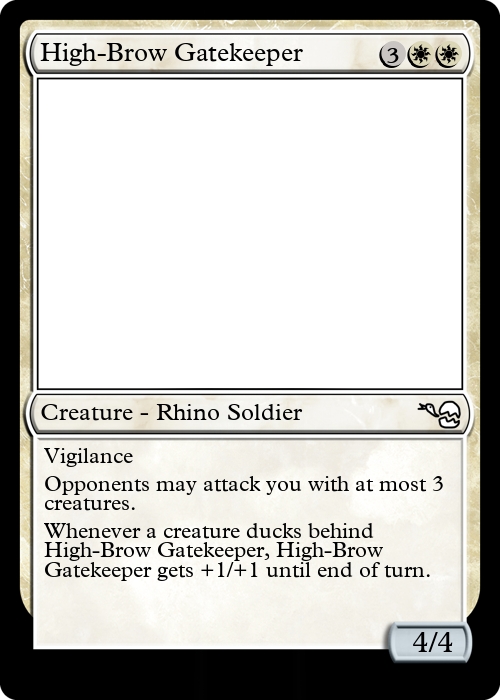 High-Brow Gatekeeper 3
Creature - Rhino Soldier
Vigilance
Opponents may attack you with at most 3
creatures.
Whenever a creature ducks behind
High-Brow Gatekeeper, High-Brow
Gatekeeper gets +1/+1 until end of turn.
4/4